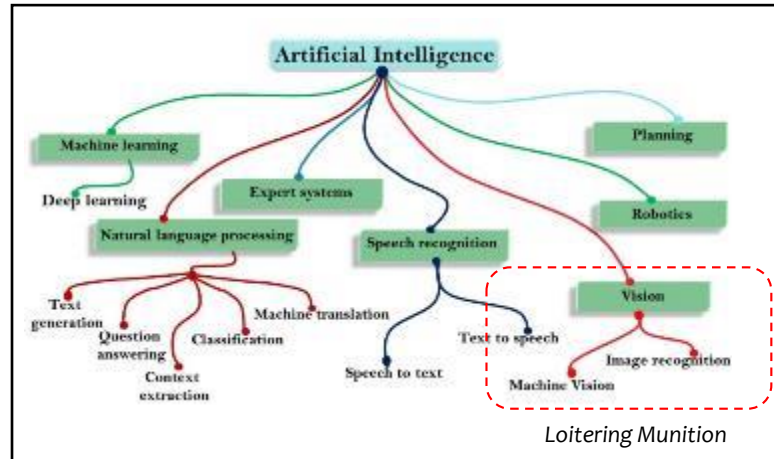 Artificial Intelligence
Machine learning
Deep learning
Natural language processing
Text
generation
Question
answering
Context
extraction
Classification
Machine translation
Expert systems
Speech recognition
Speech to text
Text to speech
Planning
Robotics
Vision
Machine Vision
Image recognition
Loitering Munition